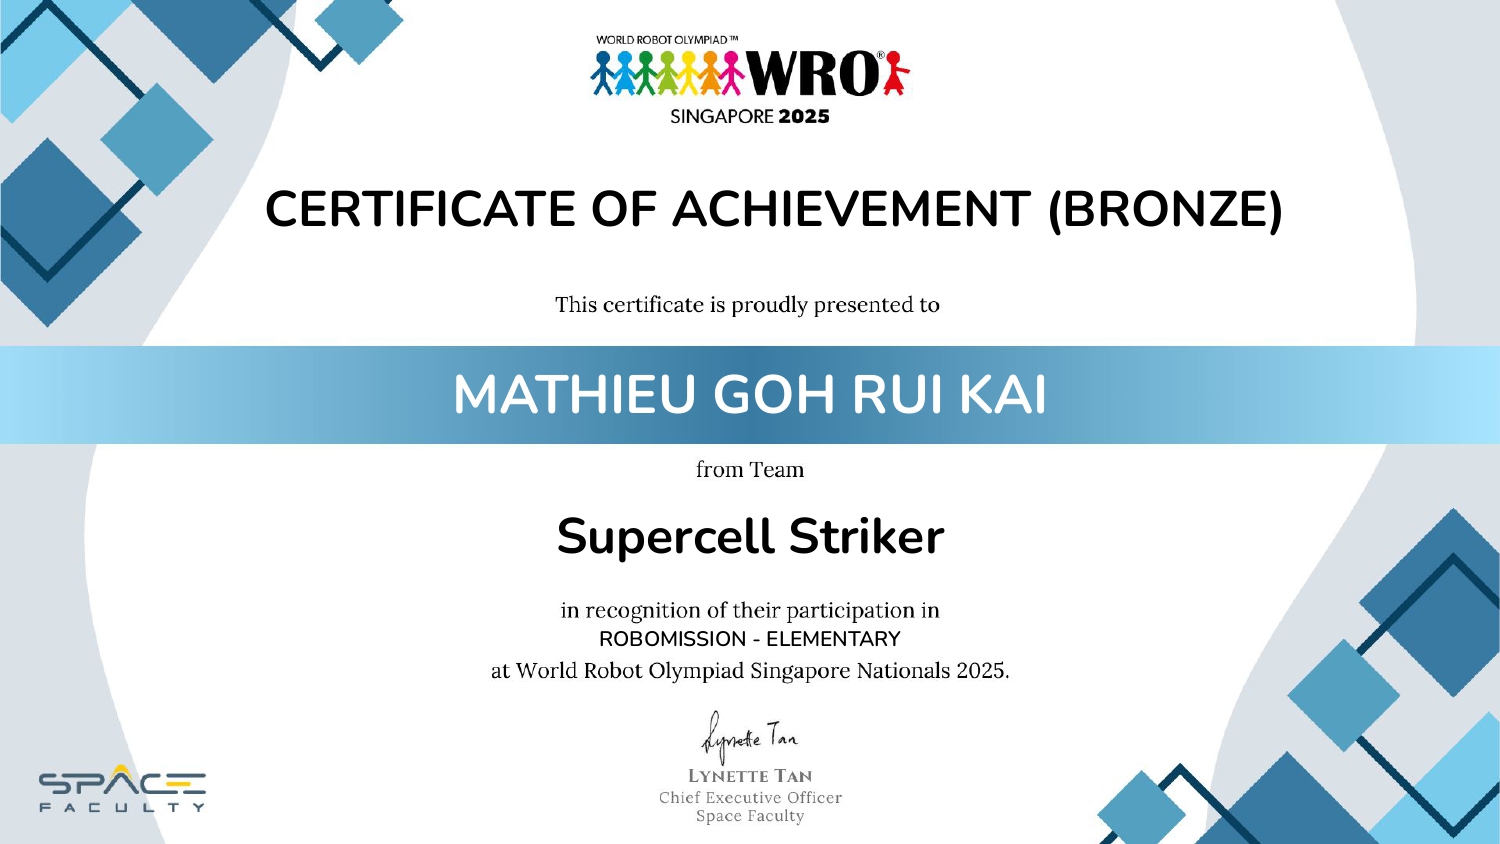 WORLD ROBOT OLYMPIAD™
WRO®
SINGAPORE 2025
CERTIFICATE OF ACHIEVEMENT (BRONZE)
This certificate is proudly presented to
MATHIEU GOH RUI KAI
from Team
Supercell Striker
in recognition of their participation in
ROBOMISSION - ELEMENTARY
at World Robot Olympiad Singapore Nationals 2025.
Lynette Tan
LYNETTE TAN
Chief Executive Officer
Space Faculty
SPACE
FACULTY